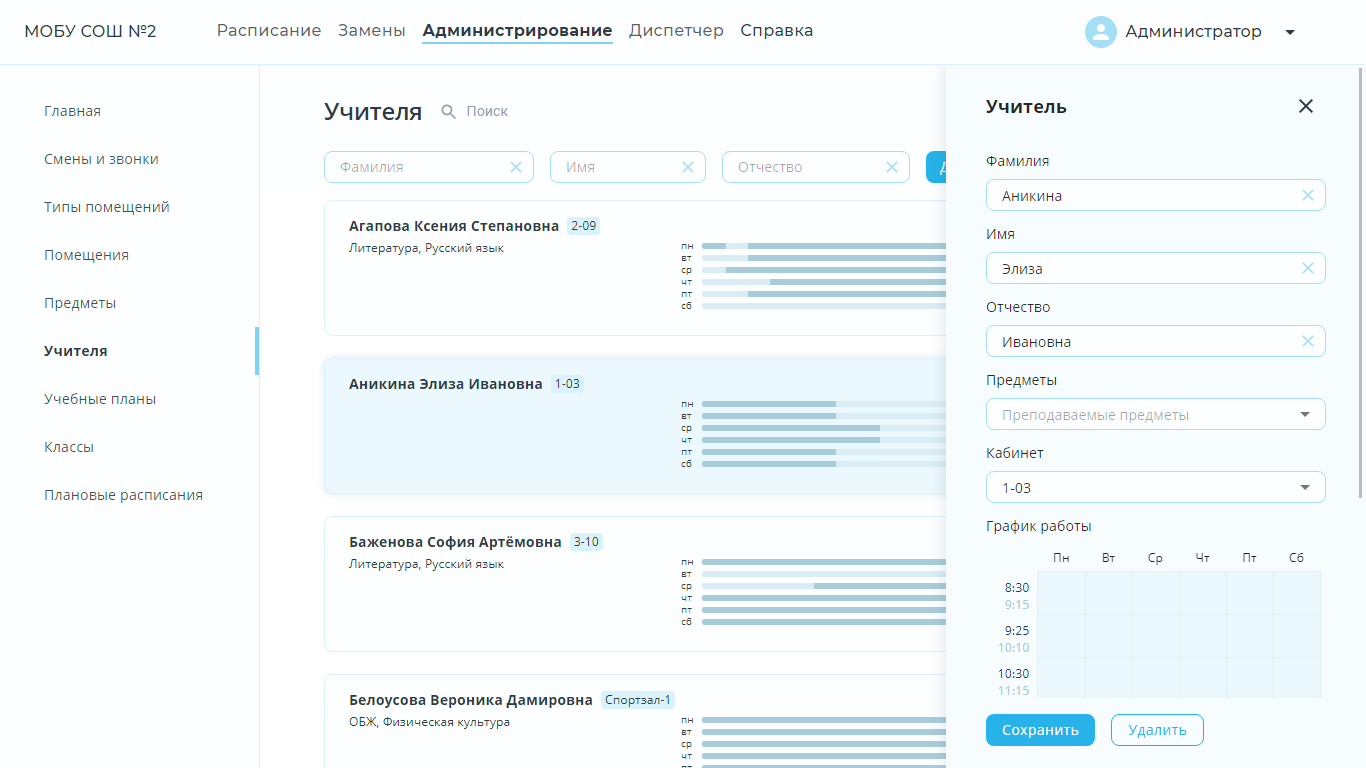 МОБУ СОШ №2
Расписание Замены Администрирование Диспетчер Справка
Администратор
Главная
Смены и звонки
Типы помещений
Помещения
Предметы
Учителя
Учебные планы
Классы
Плановые расписания
Учителя Поиск
Фамилия Имя Отчество Д
Агапова Ксения Степановна 2-09
Литература, Русский язык
пн
вт
ср
чт
пт
сб
Аникина Элиза Ивановна 1-03
пн
вт
ср
чт
пт
сб
Баженова София Артёмовна 3-10
Литература, Русский язык
пн
вт
ср
чт
пт
сб
Белоусова Вероника Дамировна Спортзал-1
ОБЖ, Физическая культура
пн
вт
ср
чт
пт
Учитель
Фамилия
Аникина
Имя
Элиза
Отчество
Ивановна
Предметы
Преподаваемые предметы
Кабинет
1-03
График работы
Пн Вт Ср Чт Пт Сб
8:30
9:15
9:25
10:10
10:30
11:15
Сохранить Удалить